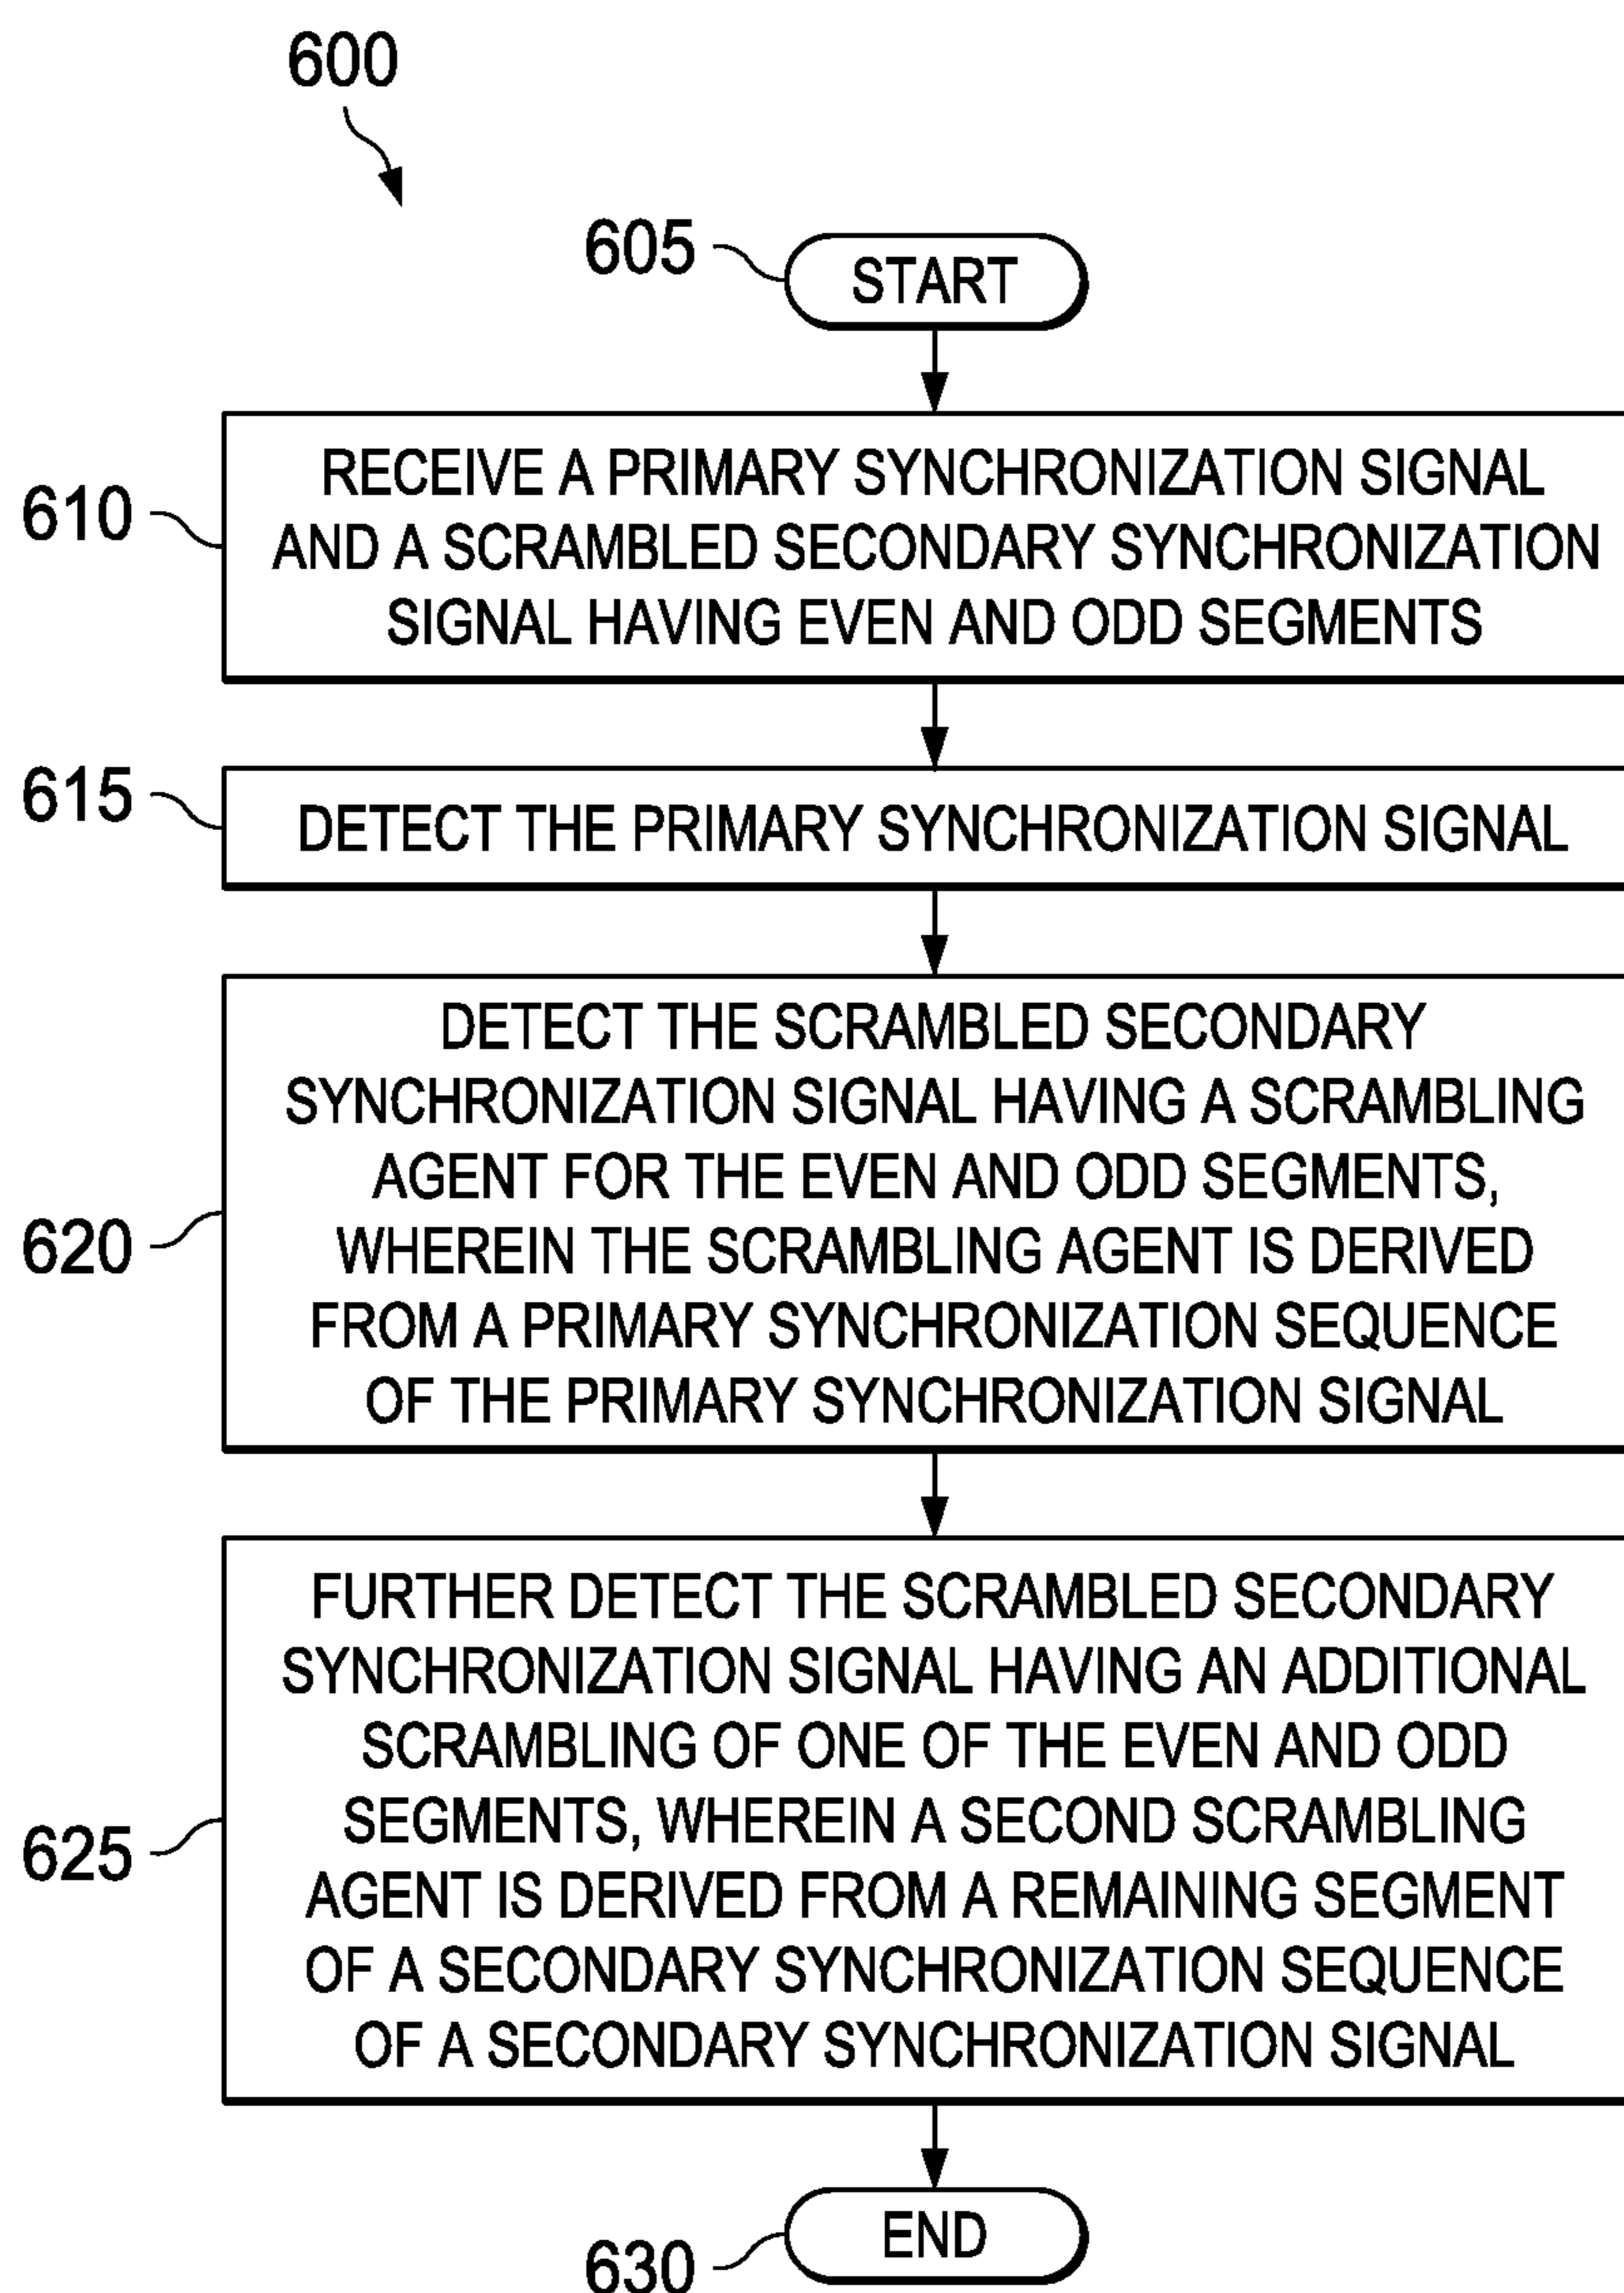 600
605
START
610
RECEIVE A PRIMARY SYNCHRONIZATION SIGNAL
AND A SCRAMBLED SECONDARY SYNCHRONIZATION
SIGNAL HAVING EVEN AND ODD SEGMENTS
615
DETECT THE PRIMARY SYNCHRONIZATION SIGNAL
620
DETECT THE SCRAMBLED SECONDARY
SYNCHRONIZATION SIGNAL HAVING A SCRAMBLING
AGENT FOR THE EVEN AND ODD SEGMENTS,
WHEREIN THE SCRAMBLING AGENT IS DERIVED
FROM A PRIMARY SYNCHRONIZATION SEQUENCE
OF THE PRIMARY SYNCHRONIZATION SIGNAL
625
FURTHER DETECT THE SCRAMBLED SECONDARY
SYNCHRONIZATION SIGNAL HAVING AN ADDITIONAL
SCRAMBLING OF ONE OF THE EVEN AND ODD
SEGMENTS, WHEREIN A SECOND SCRAMBLING
AGENT IS DERIVED FROM A REMAINING SEGMENT
OF A SECONDARY SYNCHRONIZATION SEQUENCE
OF A SECONDARY SYNCHRONIZATION SIGNAL
630
END